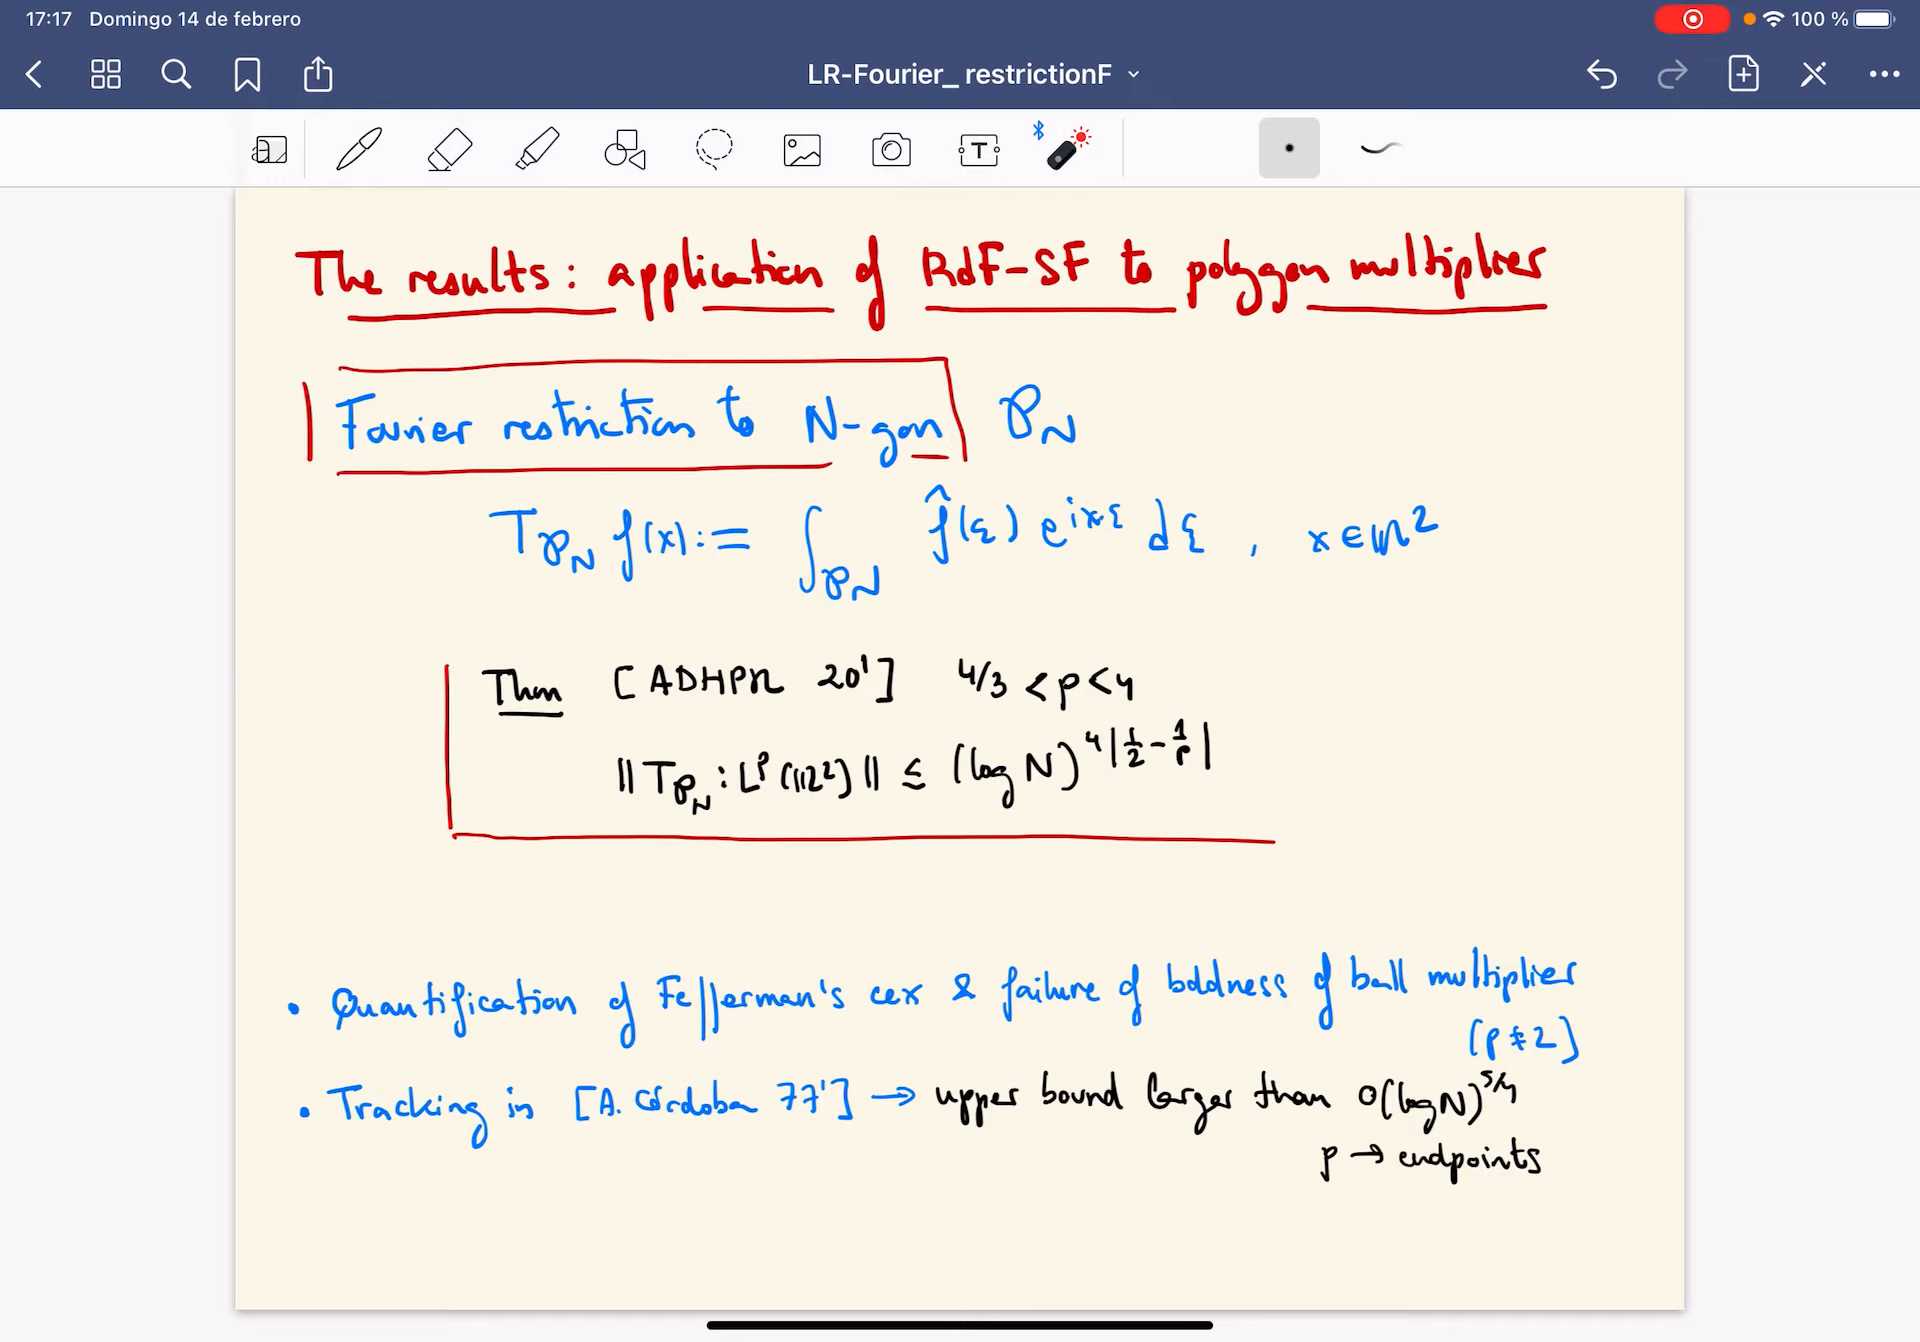 17:17 Domingo 14 de febrero
100 %
LR-Fourier_ restrictionF
T
The results: application of RdF-SF to polygon multiplier
Fourier restriction to N-gon 𝒫_N
T_{𝒫_N} f(x) := ∫_{𝒫_N} f̂(ξ) e^{ixξ} dξ , x∈ℝ²
Thm [ADHPR 20'] 4/3 < p < 4
‖T_{𝒫_N} : L^p(ℝ²)‖ ≤ (log N)^{4|1/2 - 1/p|}
• Quantification of Fefferman's cex & failure of bddness of ball multiplier
(p ≠ 2)
• Tracking in [A. Córdoba 77'] → upper bound larger than O(log N)^{5/4}
p → endpoints